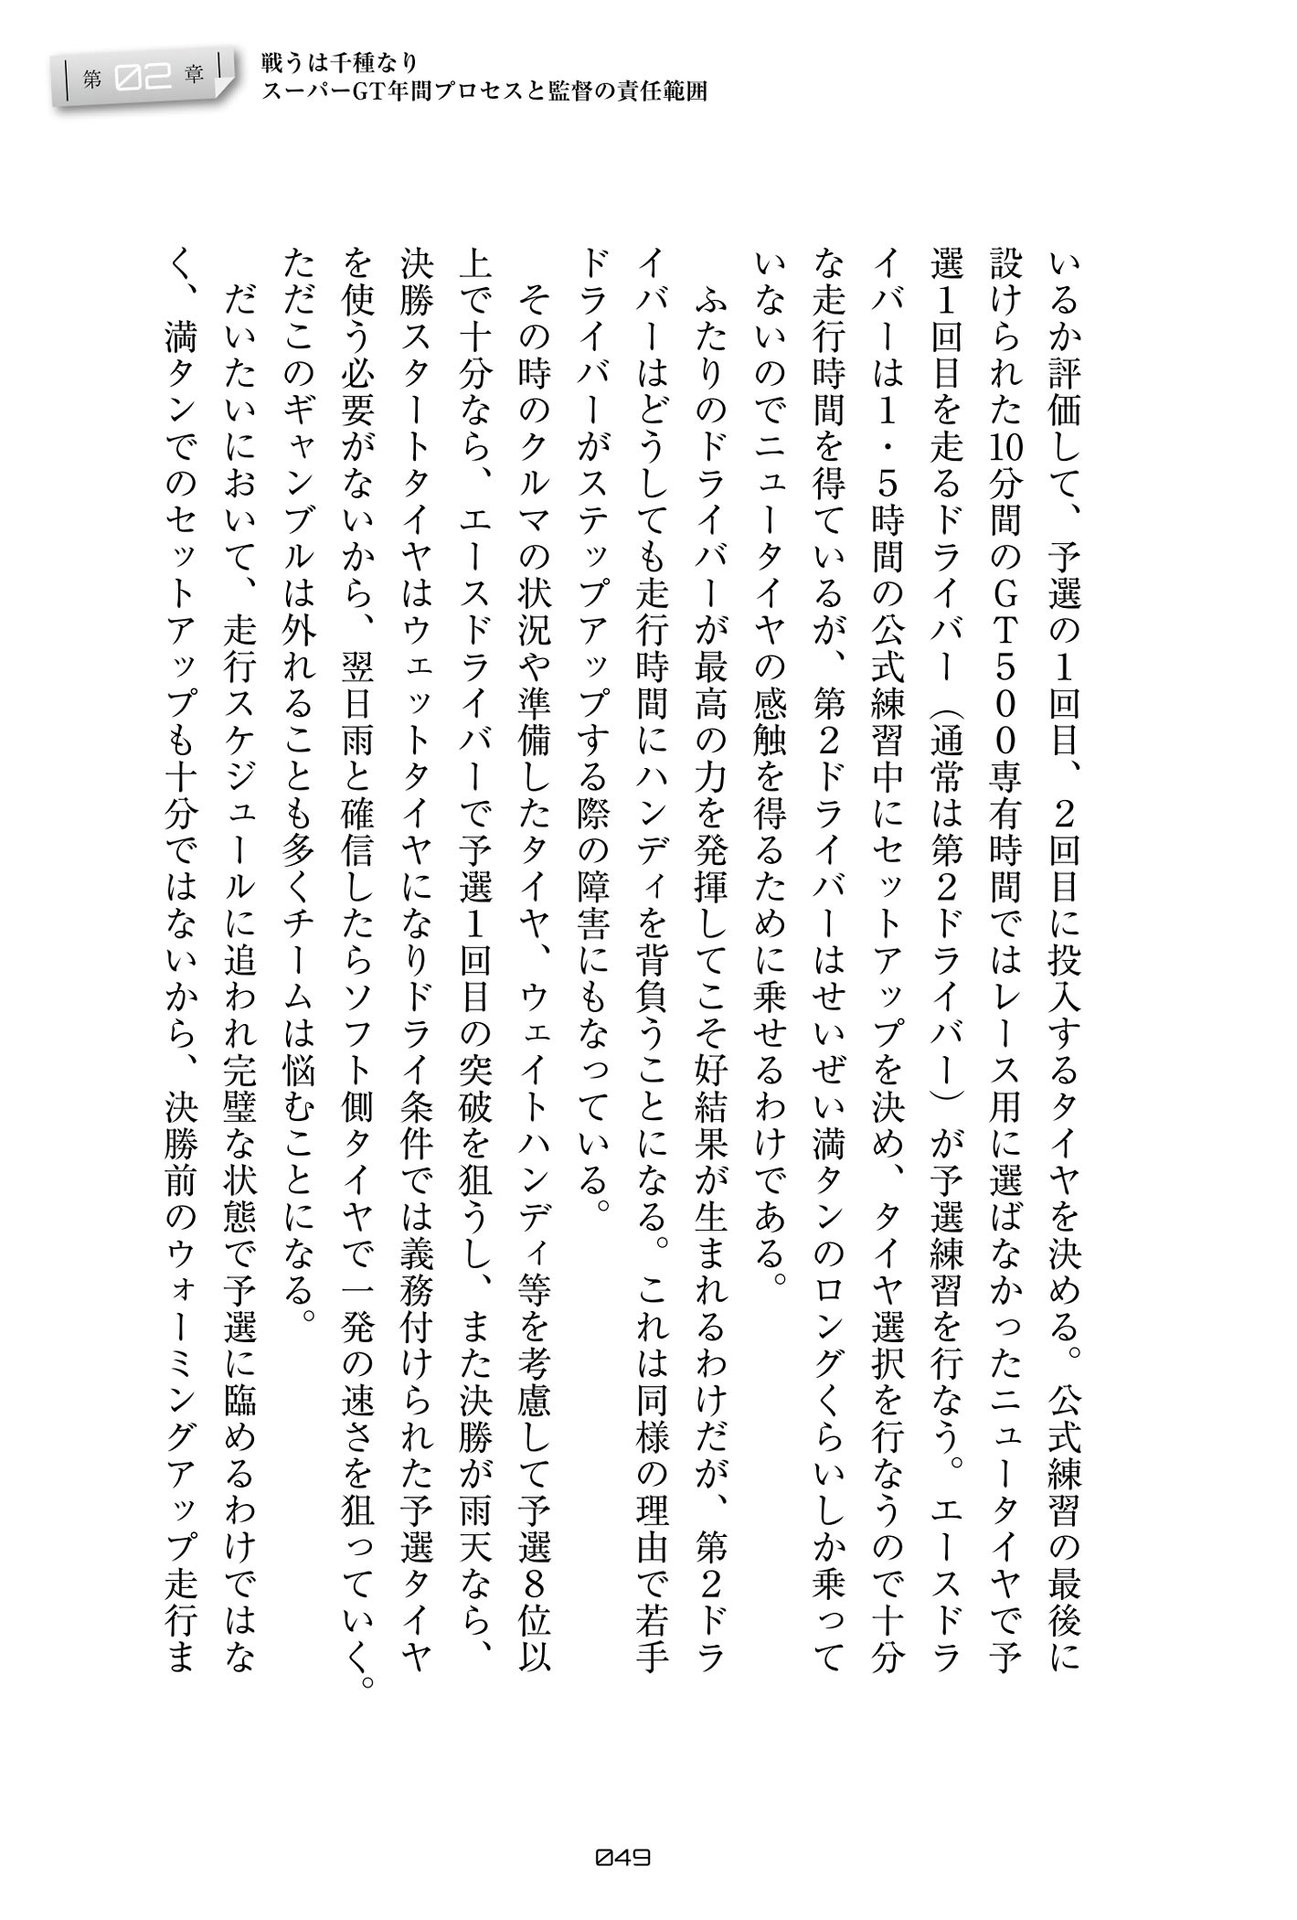 第02章
戦うは千種なり
スーパーGT年間プロセスと監督の責任範囲
いるか評価して、予選の1回目、2回目に投入するタイヤを決める。公式練習の最後に
設けられた10分間のGT500専有時間ではレース用に選ばなかったニュータイヤで予
選1回目を走るドライバー（通常は第2ドライバー）が予選練習を行なう。エースドラ
イバーは1・5時間の公式練習中にセットアップを決め、タイヤ選択を行なうので十分
な走行時間を得ているが、第2ドライバーはせいぜい満タンのロングくらいしか乗って
いないのでニュータイヤの感触を得るために乗せるわけである。
ふたりのドライバーが最高の力を発揮してこそ好結果が生まれるわけだが、第2ドラ
イバーはどうしても走行時間にハンディを背負うことになる。これは同様の理由で若手
ドライバーがステップアップする際の障害にもなっている。
その時のクルマの状況や準備したタイヤ、ウェイトハンディ等を考慮して予選8位以
上で十分なら、エースドライバーで予選1回目の突破を狙うし、また決勝が雨天なら、
決勝スタートタイヤはウェットタイヤになりドライ条件では義務付けられた予選タイヤ
を使う必要がないから、翌日雨と確信したらソフト側タイヤで一発の速さを狙っていく。
ただこのギャンブルは外れることも多くチームは悩むことになる。
だいたいにおいて、走行スケジュールに追われ完璧な状態で予選に臨めるわけではな
く、満タンでのセットアップも十分ではないから、決勝前のウォーミングアップ走行ま
049